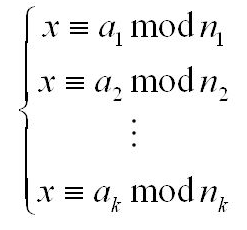 x ≡ a₁ mod n₁
x ≡ a₂ mod n₂
⋮
x ≡ aₖ mod nₖ